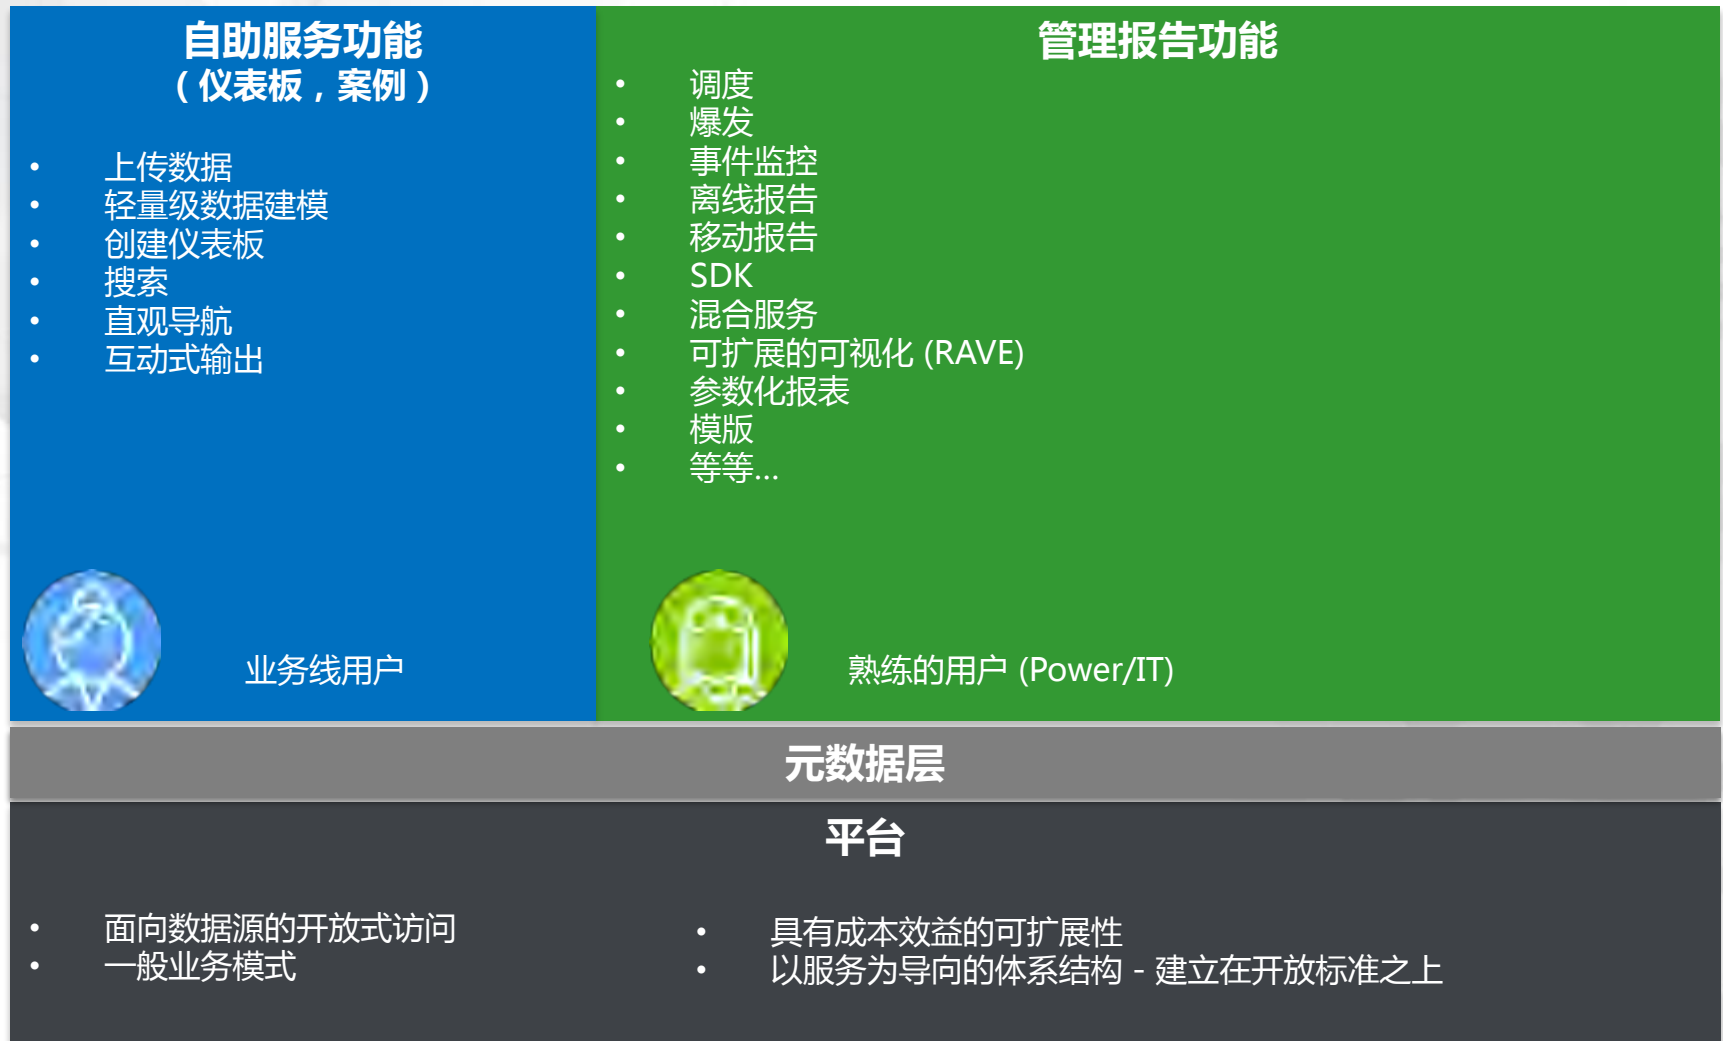 自助服务功能
（仪表板，案例）
• 上传数据
• 轻量级数据建模
• 创建仪表板
• 搜索
• 直观导航
• 互动式输出
业务线用户
管理报告功能
• 调度
• 爆发
• 事件监控
• 离线报告
• 移动报告
• SDK
• 混合服务
• 可扩展的可视化 (RAVE)
• 参数化报表
• 模版
• 等等...
熟练的用户 (Power/IT)
元数据层
平台
• 面向数据源的开放式访问
• 一般业务模式
• 具有成本效益的可扩展性
• 以服务为导向的体系结构 - 建立在开放标准之上